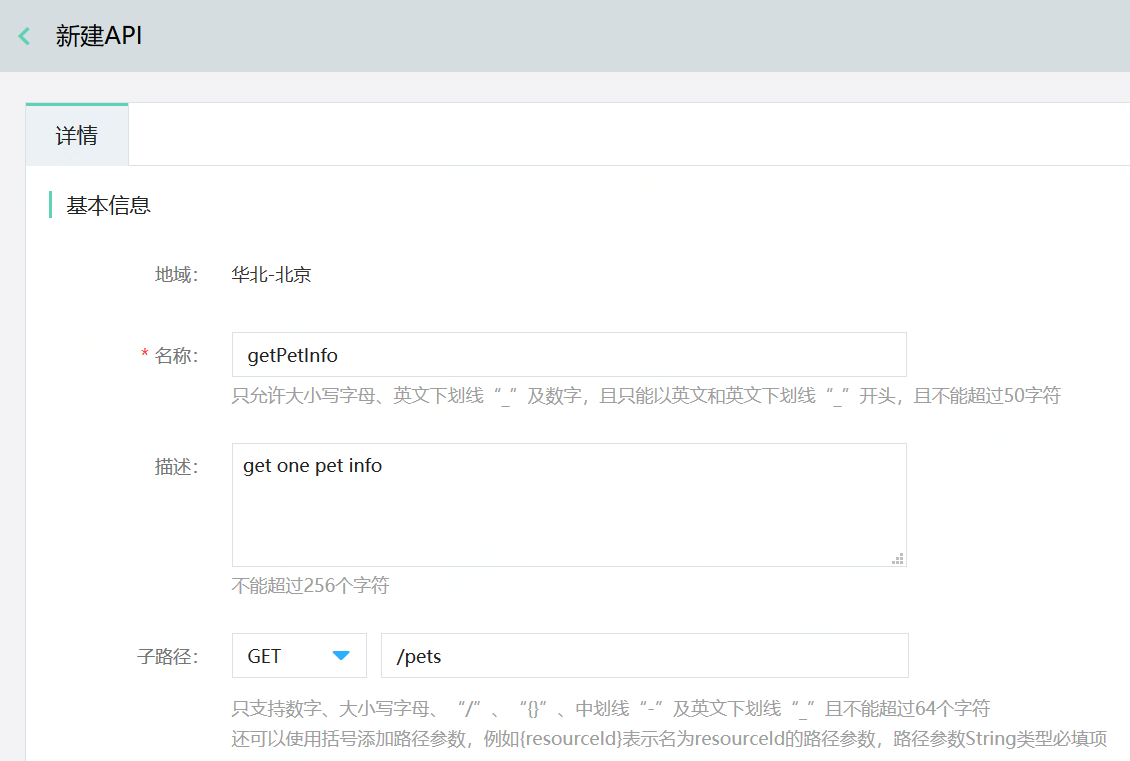 新建API
详情
基本信息
地域： 华北-北京
* 名称： getPetInfo
只允许大小写字母、英文下划线“_”及数字，且只能以英文和英文下划线“_”开头，且不能超过50字符
描述： get one pet info
不能超过256个字符
子路径： GET /pets
只支持数字、大小写字母、“/”、“{}”、中划线“-”及英文下划线“_”且不能超过64个字符
还可以使用括号添加路径参数，例如{resourceId}表示名为resourceId的路径参数，路径参数String类型必填项